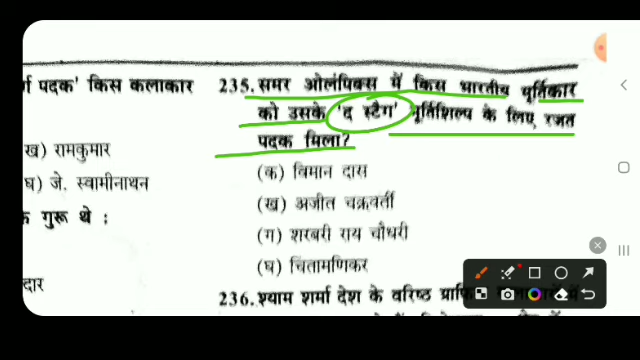 र्ण पदक' किस कलाकार
ख) रामकुमार
घ) जे. स्वामीनाथन
के गुरू थे :
दार
235. समर ओलंपिक्स में किस भारतीय मूर्तिकार
को उसके 'द स्टैग' मूर्तिशिल्प के लिए रजत
पदक मिला?
(क) विमान दास
(ख) अजीत चक्रवर्ती
(ग) शरबरी राय चौधरी
(घ) चिंतामणिकर
236. श्याम शर्मा देश के वरिष्ठ